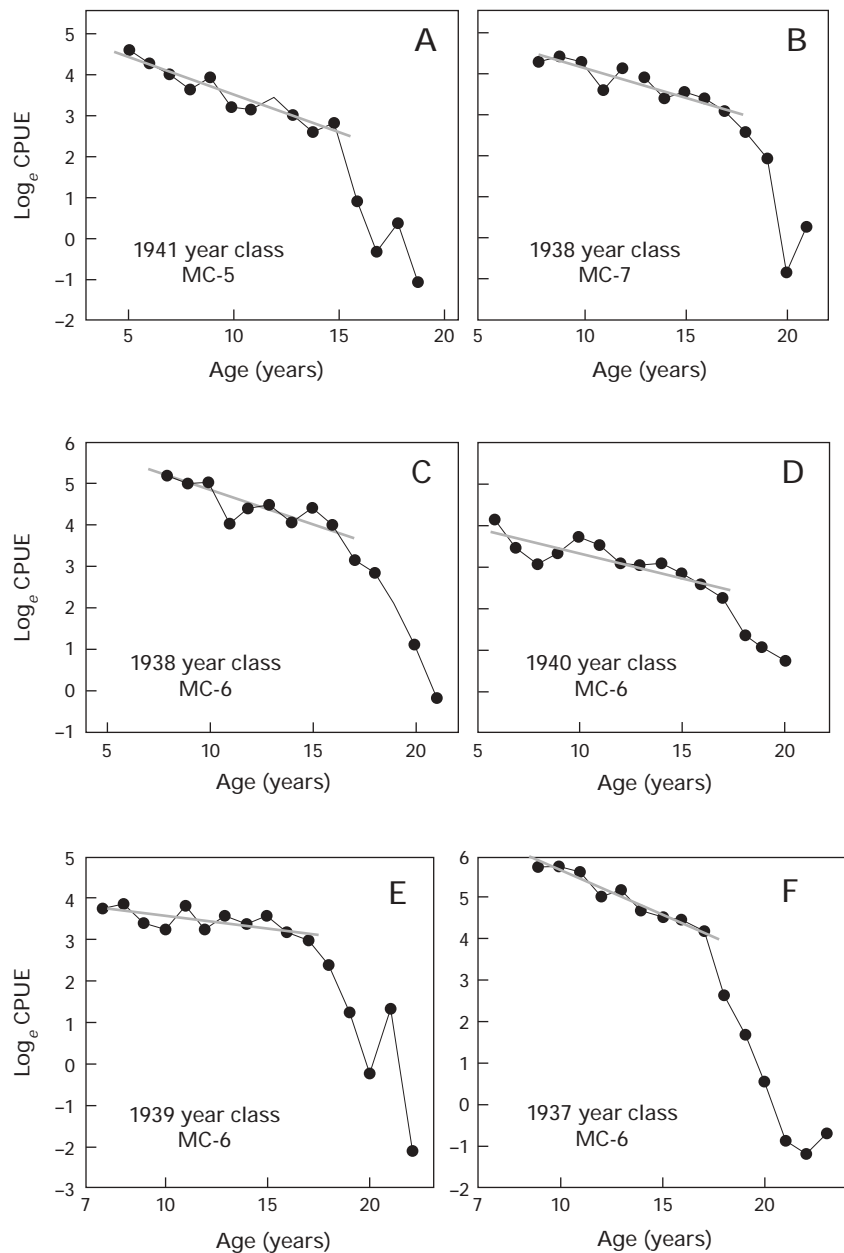 A
5
4
3
2
1
0
–1
–2
Log e CPUE
1941 year class
MC-5
5 10 15 20
Age (years)
B
1938 year class
MC-7
5 10 15 20
Age (years)
C
6
5
4
3
2
1
0
–1
Log e CPUE
1938 year class
MC-6
5 10 15 20
Age (years)
D
1940 year class
MC-6
5 10 15 20
Age (years)
E
5
4
3
2
1
0
–1
–2
–3
Log e CPUE
1939 year class
MC-6
7 10 15 20
Age (years)
F
6
5
4
3
2
1
0
–1
–2
1937 year class
MC-6
7 10 15 20
Age (years)